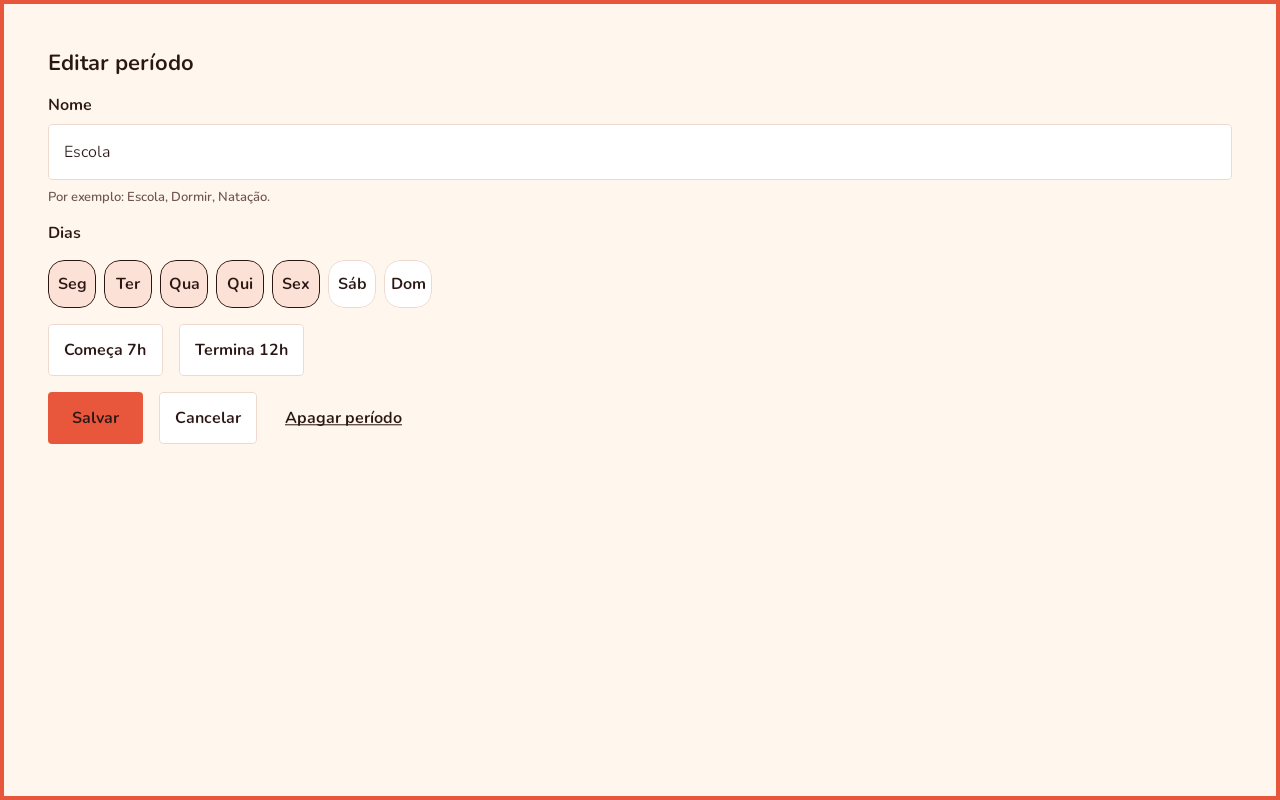 Editar período
Nome
Escola
Por exemplo: Escola, Dormir, Natação.
Dias
Seg Ter Qua Qui Sex Sáb Dom
Começa 7h Termina 12h
Salvar Cancelar Apagar período